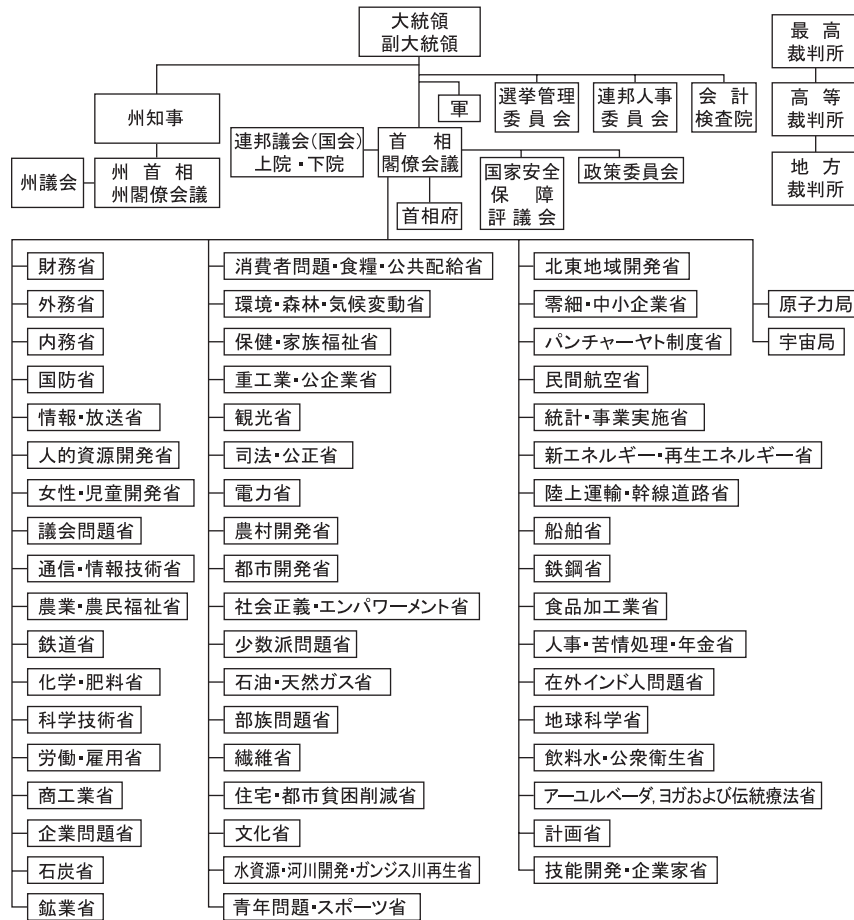 大統領
副大統領
最高
裁判所
州知事
軍
選挙管理
委員会
連邦人事
委員会
会計
検査院
高等
裁判所
連邦議会(国会)
上院・下院
首相
閣僚会議
国家安全
保障
評議会
政策委員会
地方
裁判所
州議会
州首相
州閣僚会議
首相府
財務省
外務省
内務省
国防省
情報・放送省
人的資源開発省
女性・児童開発省
議会問題省
通信・情報技術省
農業・農民福祉省
鉄道省
化学・肥料省
科学技術省
労働・雇用省
商工業省
企業問題省
石炭省
鉱業省
消費者問題・食糧・公共配給省
環境・森林・気候変動省
保健・家族福祉省
重工業・公企業省
観光省
司法・公正省
電力省
農村開発省
都市開発省
社会正義・エンパワーメント省
少数派問題省
石油・天然ガス省
部族問題省
繊維省
住宅・都市貧困削減省
文化省
水資源・河川開発・ガンジス川再生省
青年問題・スポーツ省
北東地域開発省
零細・中小企業省
パンチャーヤト制度省
民間航空省
統計・事業実施省
新エネルギー・再生エネルギー省
陸上運輸・幹線道路省
船舶省
鉄鋼省
食品加工業省
人事・苦情処理・年金省
在外インド人問題省
地球科学省
飲料水・公衆衛生省
アーユルベーダ,ヨガおよび伝統療法省
計画省
技能開発・企業家省
原子力局
宇宙局